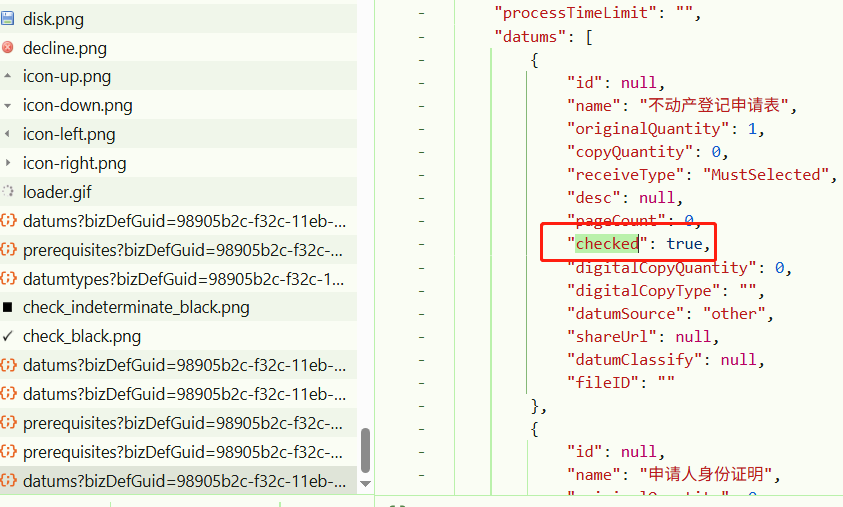 disk.png
decline.png
icon-up.png
icon-down.png
icon-left.png
icon-right.png
loader.gif
datums?bizDefGuid=98905b2c-f32c-11eb-...
prerequisites?bizDefGuid=98905b2c-f32c-...
datumtypes?bizDefGuid=98905b2c-f32c-1...
check_indeterminate_black.png
check_black.png
datums?bizDefGuid=98905b2c-f32c-11eb-...
datums?bizDefGuid=98905b2c-f32c-11eb-...
prerequisites?bizDefGuid=98905b2c-f32c-...
prerequisites?bizDefGuid=98905b2c-f32c-...
datums?bizDefGuid=98905b2c-f32c-11eb-...
- "processTimeLimit": "",
- "datums": [
- {
- "id": null,
- "name": "不动产登记申请表",
- "originalQuantity": 1,
- "copyQuantity": 0,
- "receiveType": "MustSelected",
- "desc": null,
- "pageCount": 0,
- "checked": true,
- "digitalCopyQuantity": 0,
- "digitalCopyType": "",
- "datumSource": "other",
- "shareUrl": null,
- "datumClassify": null,
- "fileID": ""
- },
- {
- "id": null,
- "name": "申请人身份证明",
- "originalQuantity": 0,